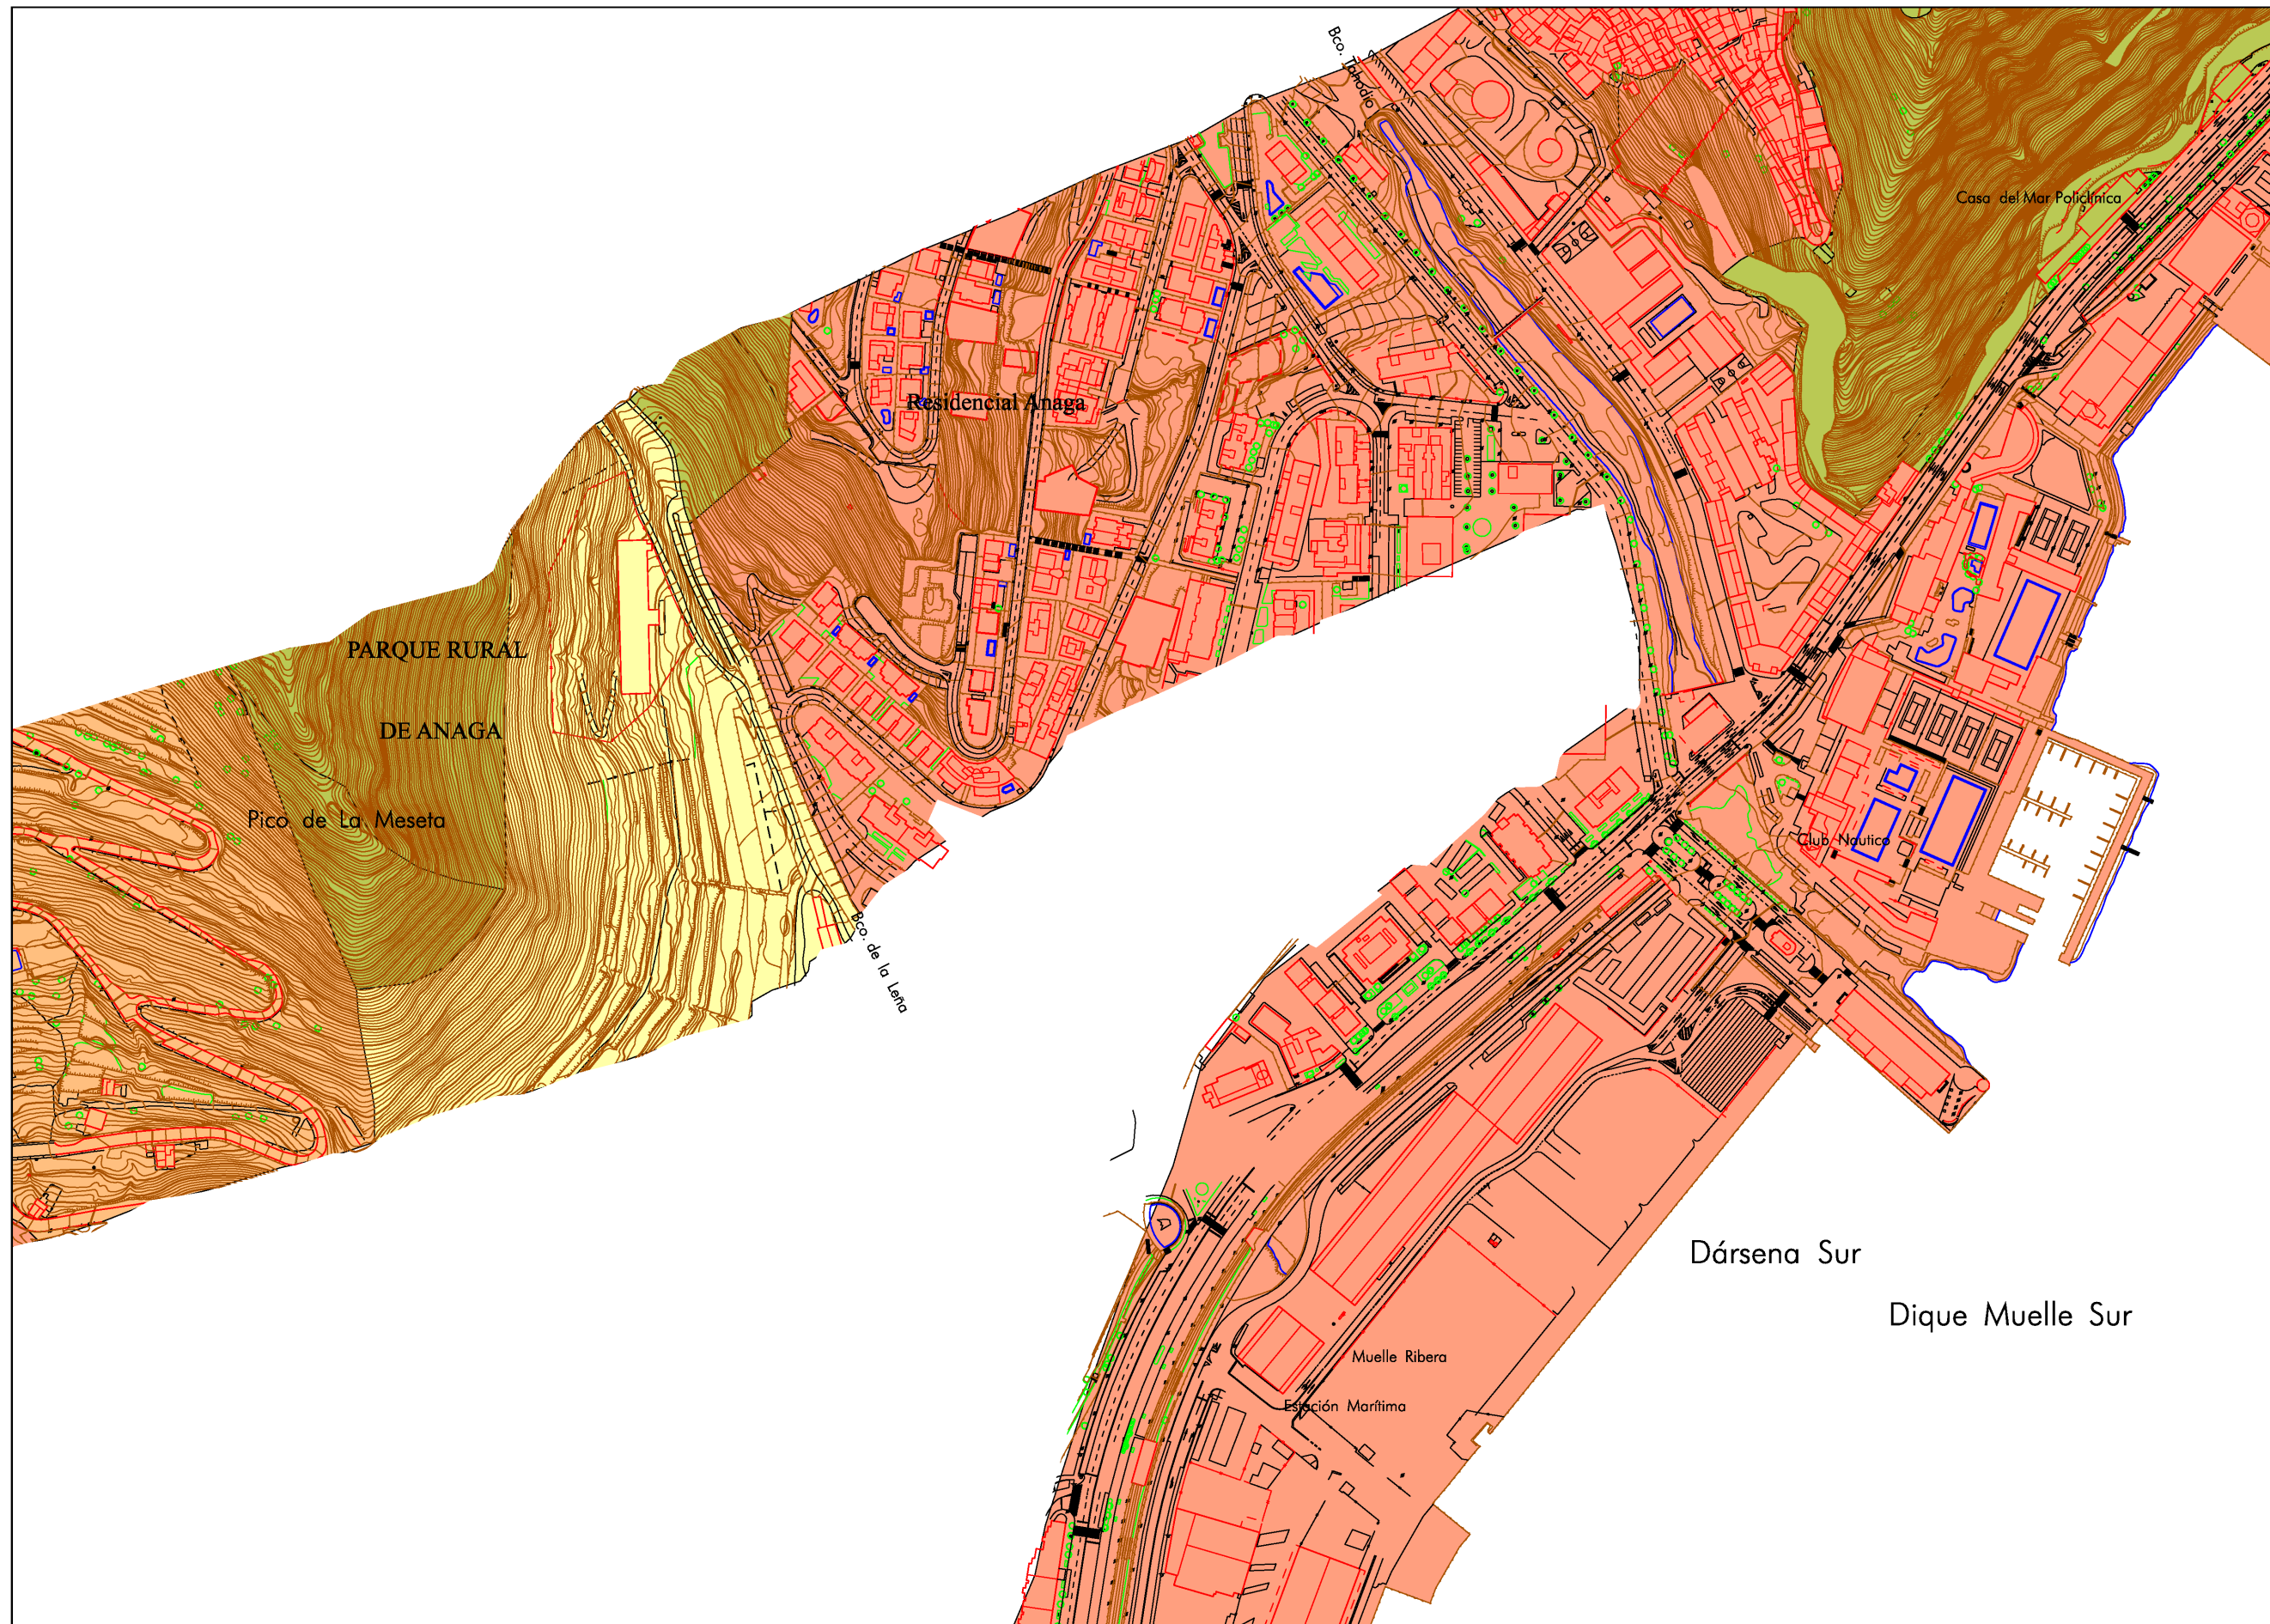 Bco. Tahodio
Casa del Mar Policlínica
Residencial Anaga
PARQUE RURAL
DE ANAGA
Pico de La Meseta
Club Nautico
Bco. de la Leña
Dársena Sur
Dique Muelle Sur
Muelle Ribera
Estación Marítima